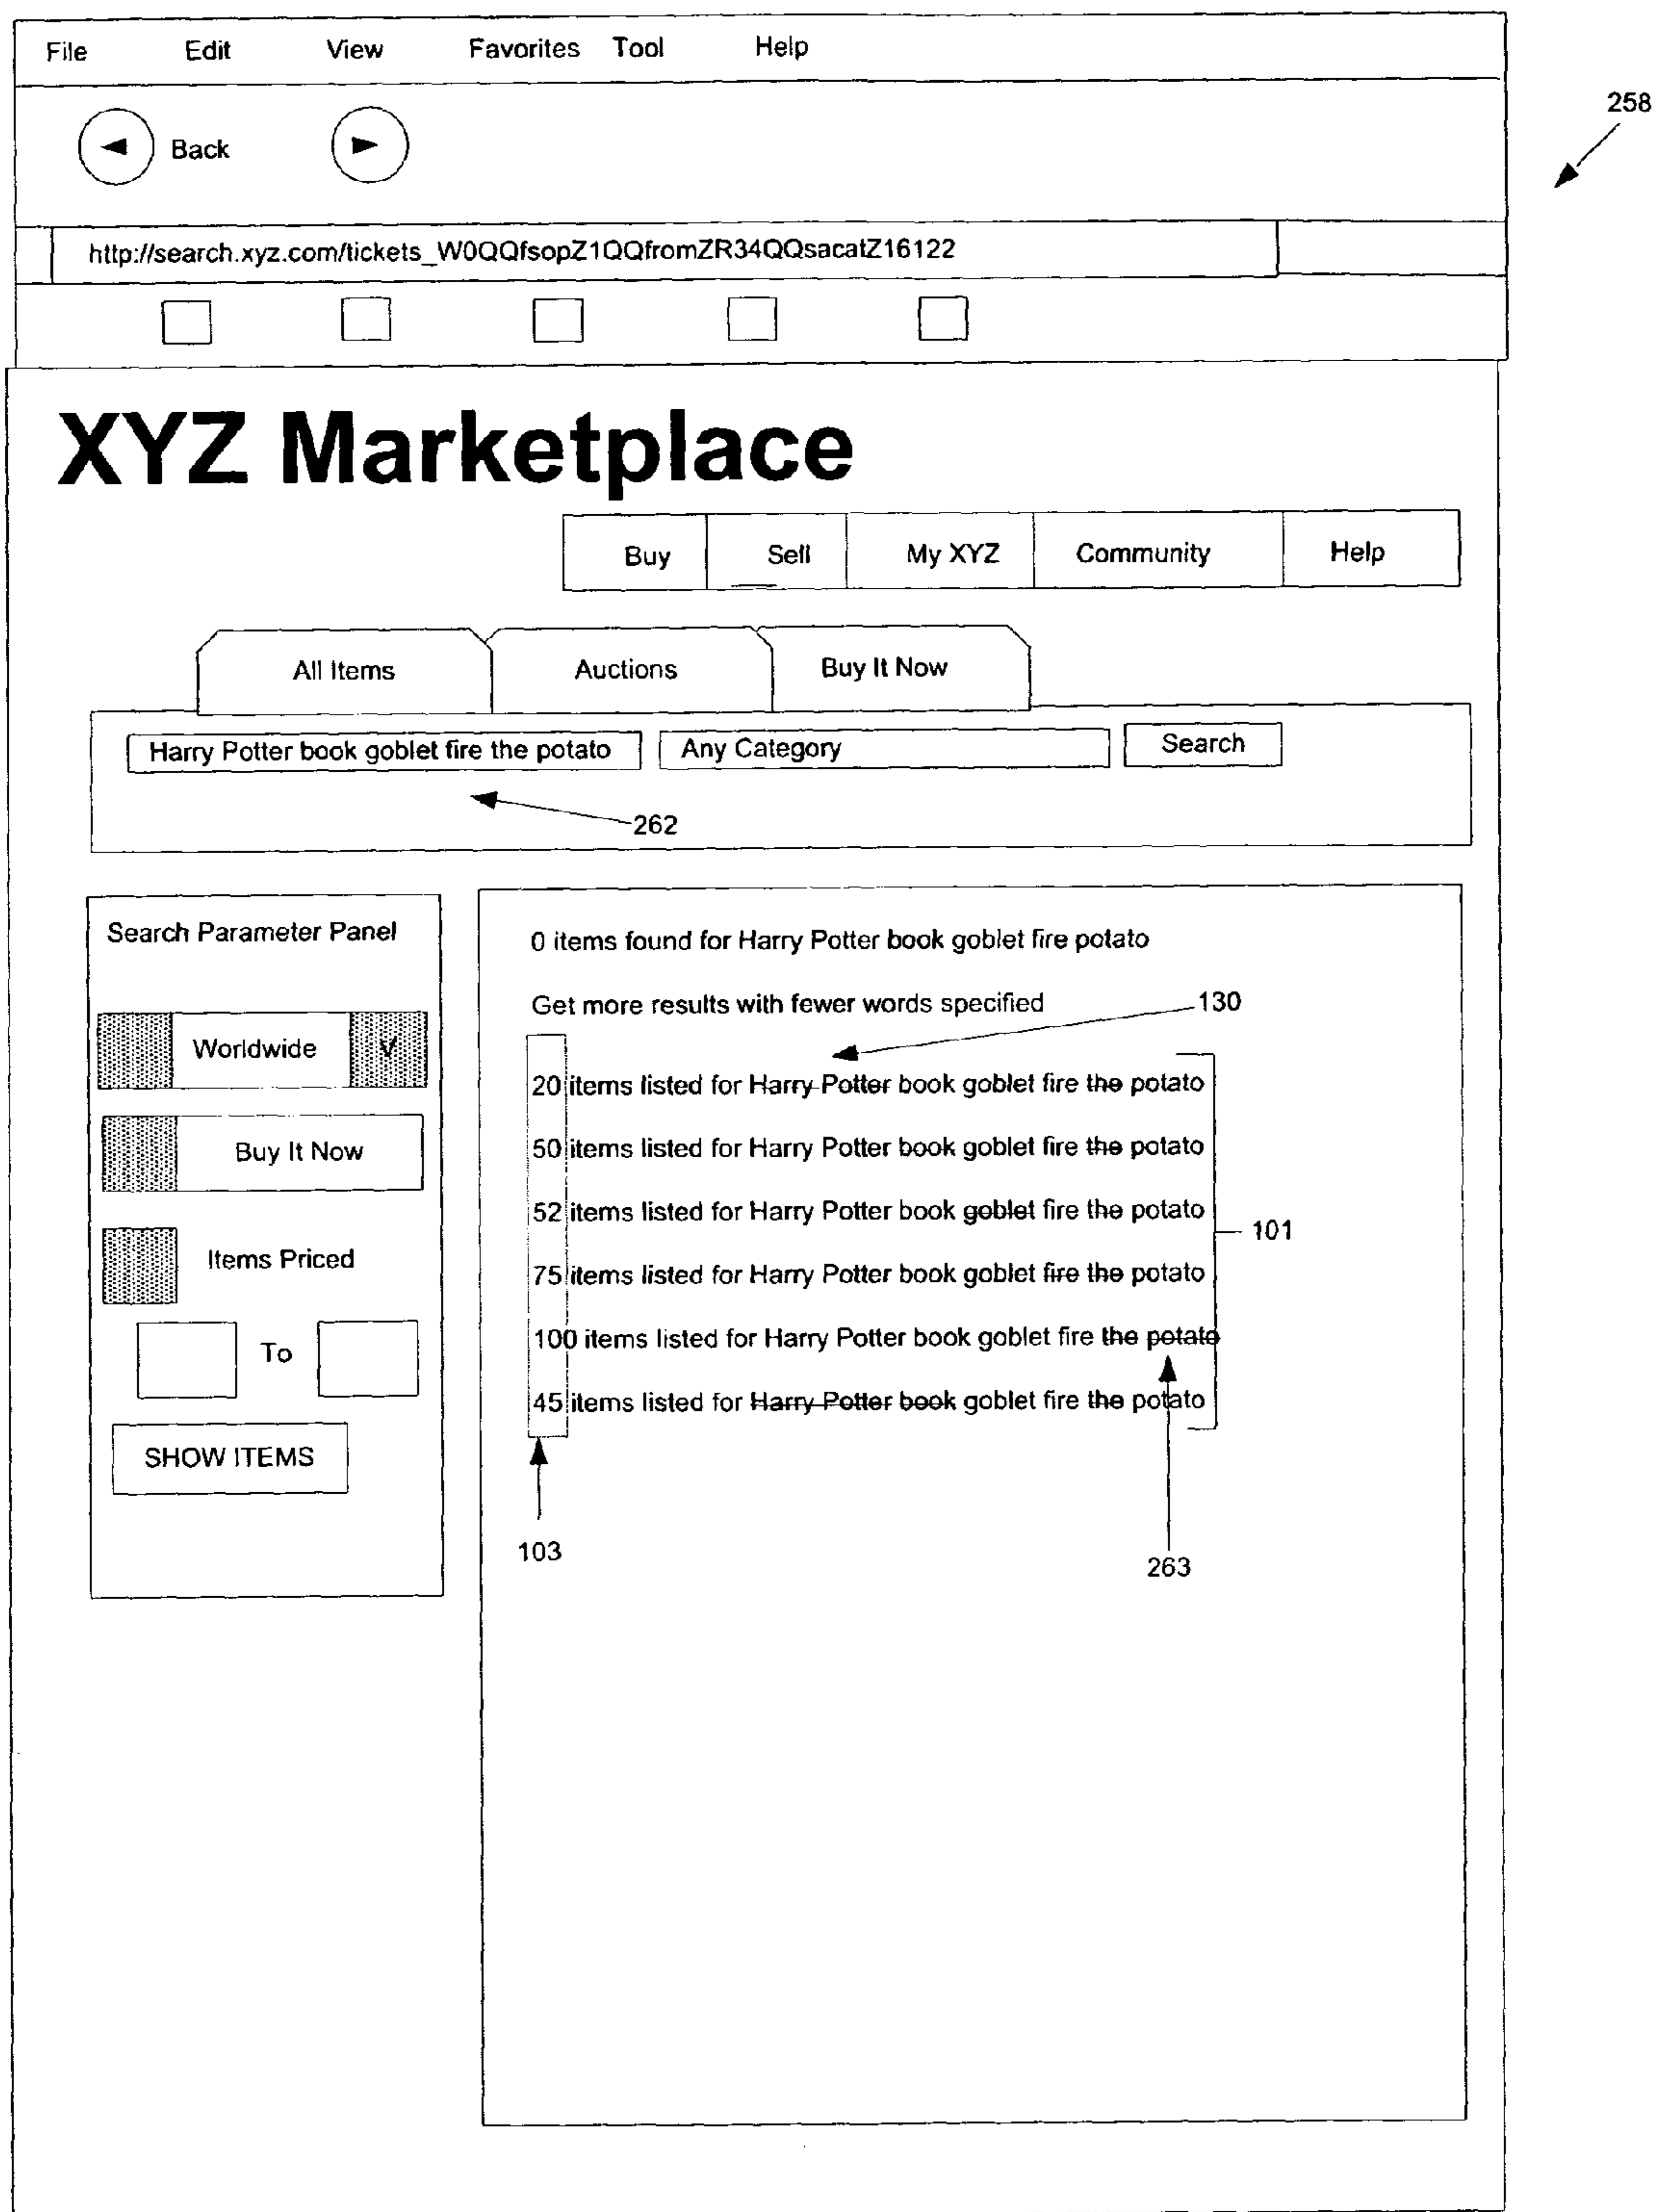 File Edit View Favorites Tool Help
258
Back
http://search.xyz.com/tickets_W0QQfsopZ1QQfromZR34QQsacatZ16122
XYZ Marketplace
Buy Sell My XYZ Community Help
All Items Auctions Buy It Now
Harry Potter book goblet fire the potato Any Category Search
262
Search Parameter Panel
Worldwide V
Buy It Now
Items Priced
To
SHOW ITEMS
0 items found for Harry Potter book goblet fire potato
Get more results with fewer words specified
130
20 items listed for Harry Potter book goblet fire the potato
50 items listed for Harry Potter book goblet fire the potato
52 items listed for Harry Potter book goblet fire the potato
75 items listed for Harry Potter book goblet fire the potato
100 items listed for Harry Potter book goblet fire the potato
45 items listed for Harry Potter book goblet fire the potato
101
103
263